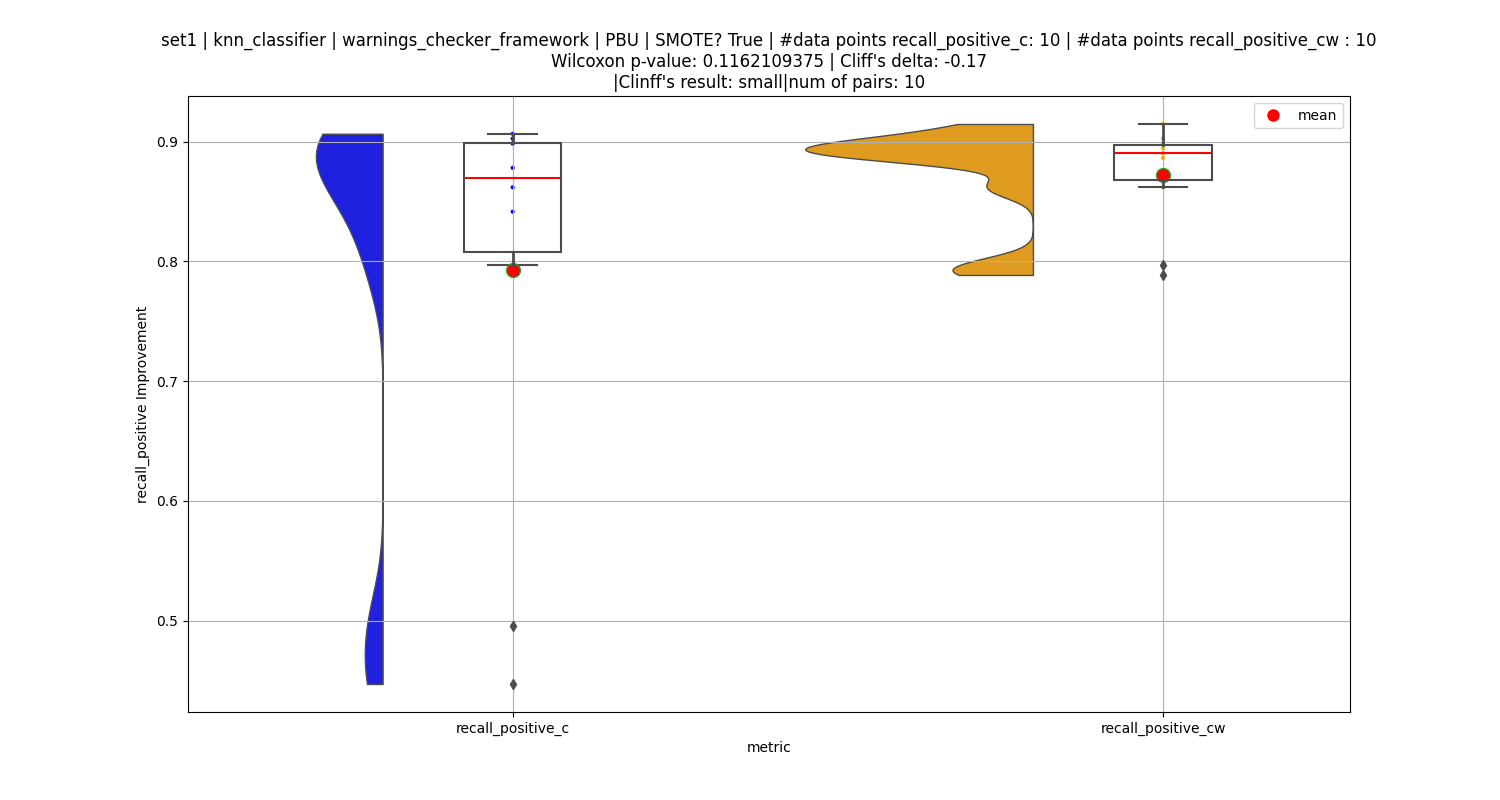 set1 | knn_classifier | warnings_checker_framework | PBU | SMOTE? True | #data points recall_positive_c: 10 | #data points recall_positive_cw : 10
Wilcoxon p-value: 0.1162109375 | Cliff's delta: -0.17
|Clinff's result: small|num of pairs: 10
mean
0.9
0.8
0.7
0.6
0.5
recall_positive Improvement
recall_positive_c
recall_positive_cw
metric